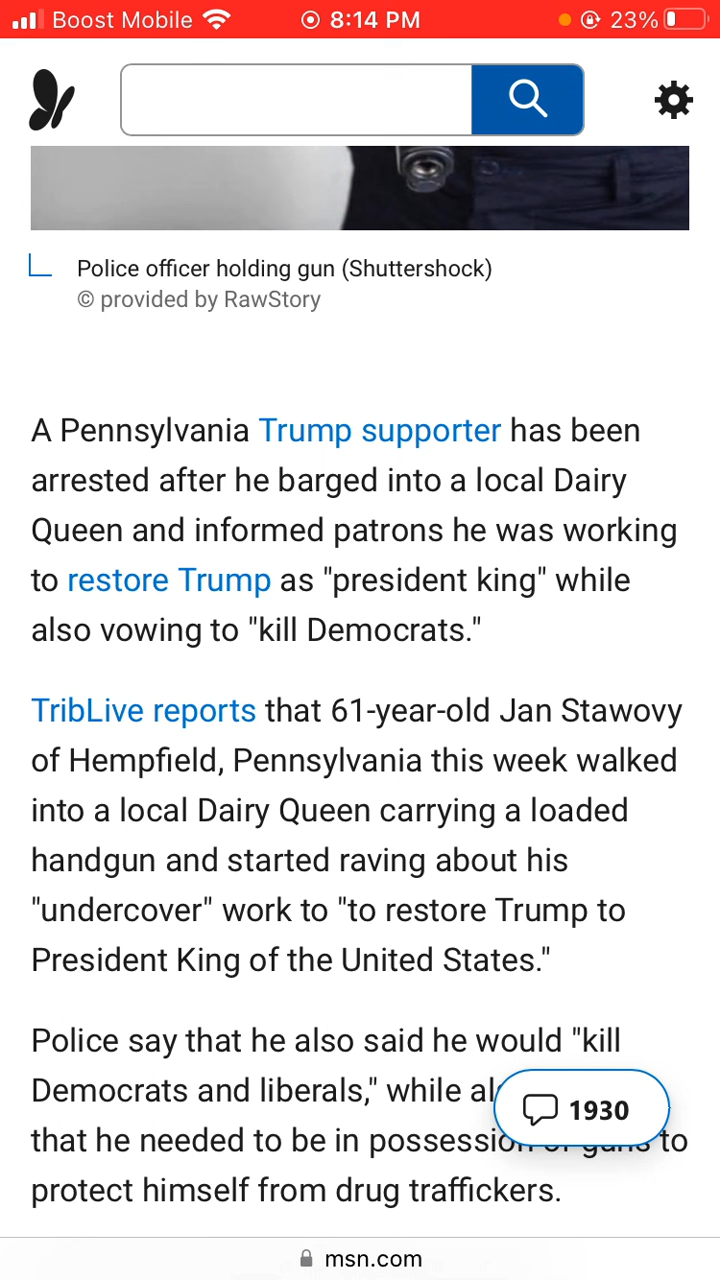 Boost Mobile 8:14 PM 23%
Police officer holding gun (Shuttershock)
© provided by RawStory
A Pennsylvania Trump supporter has been
arrested after he barged into a local Dairy
Queen and informed patrons he was working
to restore Trump as "president king" while
also vowing to "kill Democrats."
TribLive reports that 61-year-old Jan Stawovy
of Hempfield, Pennsylvania this week walked
into a local Dairy Queen carrying a loaded
handgun and started raving about his
"undercover" work to "to restore Trump to
President King of the United States."
Police say that he also said he would "kill
Democrats and liberals," while
1930
that he needed to be in possession of guns to
protect himself from drug traffickers.
msn.com